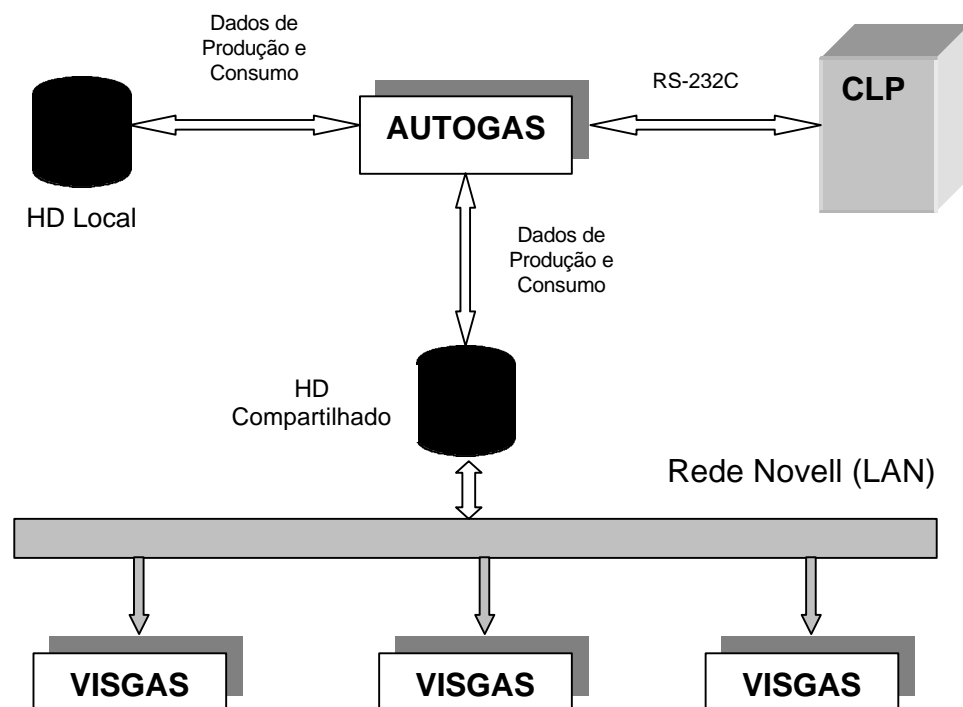 Dados de
Produção e
Consumo
RS-232C
CLP
AUTOGAS
HD Local
Dados de
Produção e
Consumo
HD
Compartilhado
Rede Novell (LAN)
VISGAS
VISGAS
VISGAS